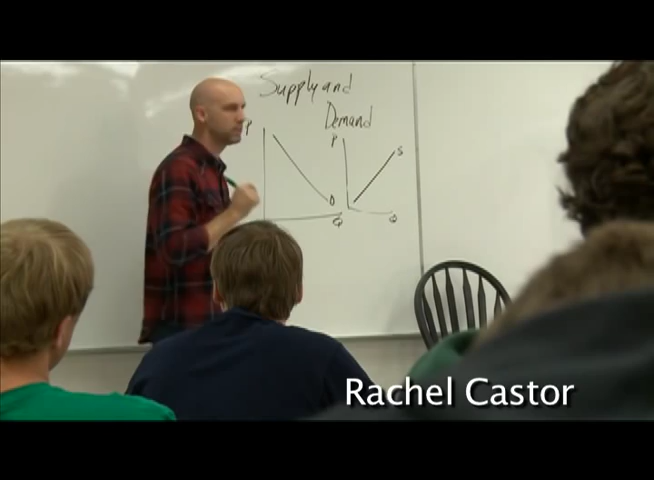 Supply and
Demand
P
P
S
D
Q
Q
Rachel Castor